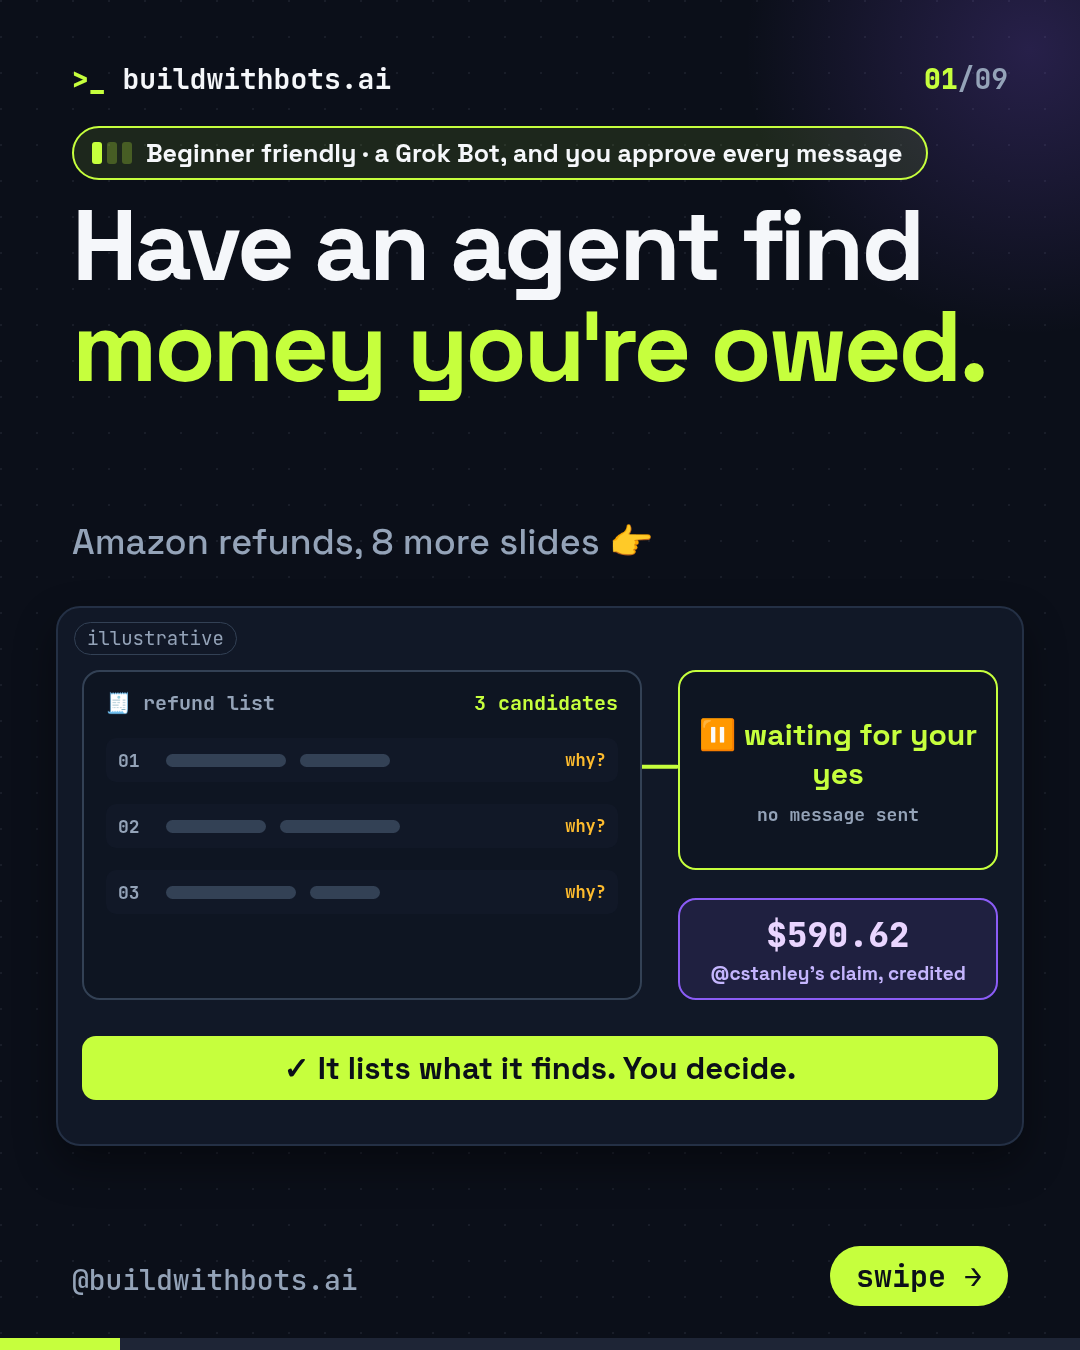 >_ buildwithbots.ai
01/09
Beginner friendly · a Grok Bot, and you approve every message
Have an agent find
money you're owed.
Amazon refunds, 8 more slides 👉
illustrative
🧾 refund list
3 candidates
01 why?
02 why?
03 why?
⏸️ waiting for your
yes
no message sent
$590.62
@cstanley's claim, credited
✓ It lists what it finds. You decide.
@buildwithbots.ai
swipe →